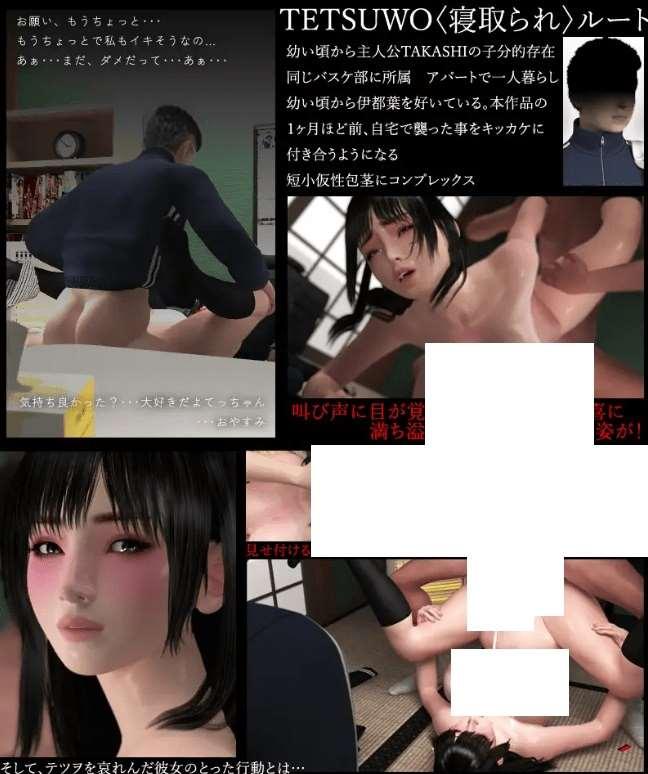 お願い、もうちょっと･･･
もうちょっとで私もイキそうなの…
あぁ･･･まだ、ダメだって･･･あぁ･･･
気持ち良かった？･･･大好きだよてっちゃん
･･･おやすみ
TETSUWO〈寝取られ〉ルート
幼い頃から主人公TAKASHIの子分的存在
同じバスケ部に所属　アパートで一人暮らし
幼い頃から伊都葉を好いている。本作品の
1ヶ月ほど前、自宅で襲った事をキッカケに
付き合うようになる
短小仮性包茎にコンプレックス
叫び声に目が覚 に
満ち溢 姿が！
見せ付ける
そして、テツヲを哀れんだ彼女のとった行動とは･･･